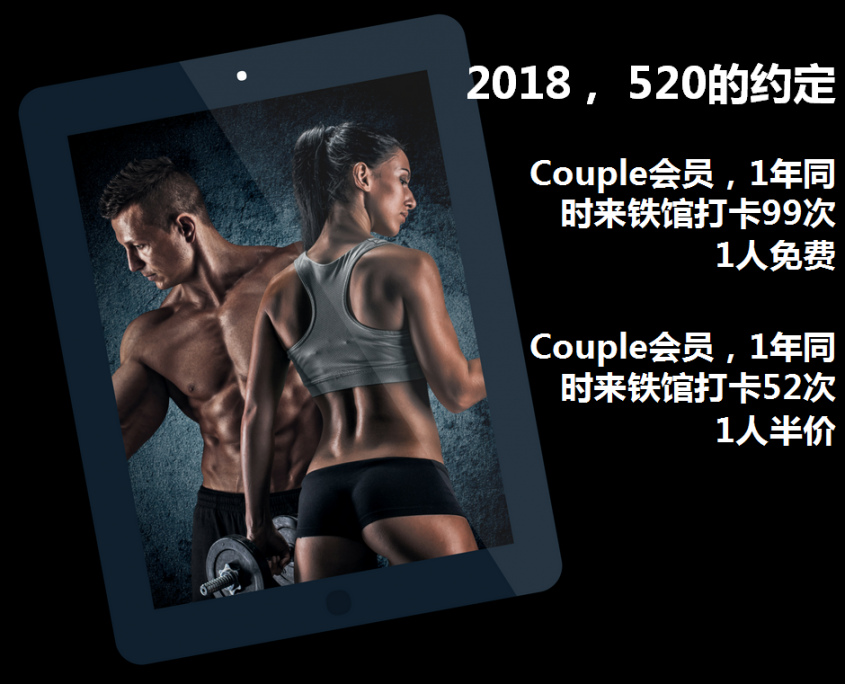 2018， 520的约定
Couple会员，1年同
时来铁馆打卡99次
1人免费
Couple会员，1年同
时来铁馆打卡52次
1人半价